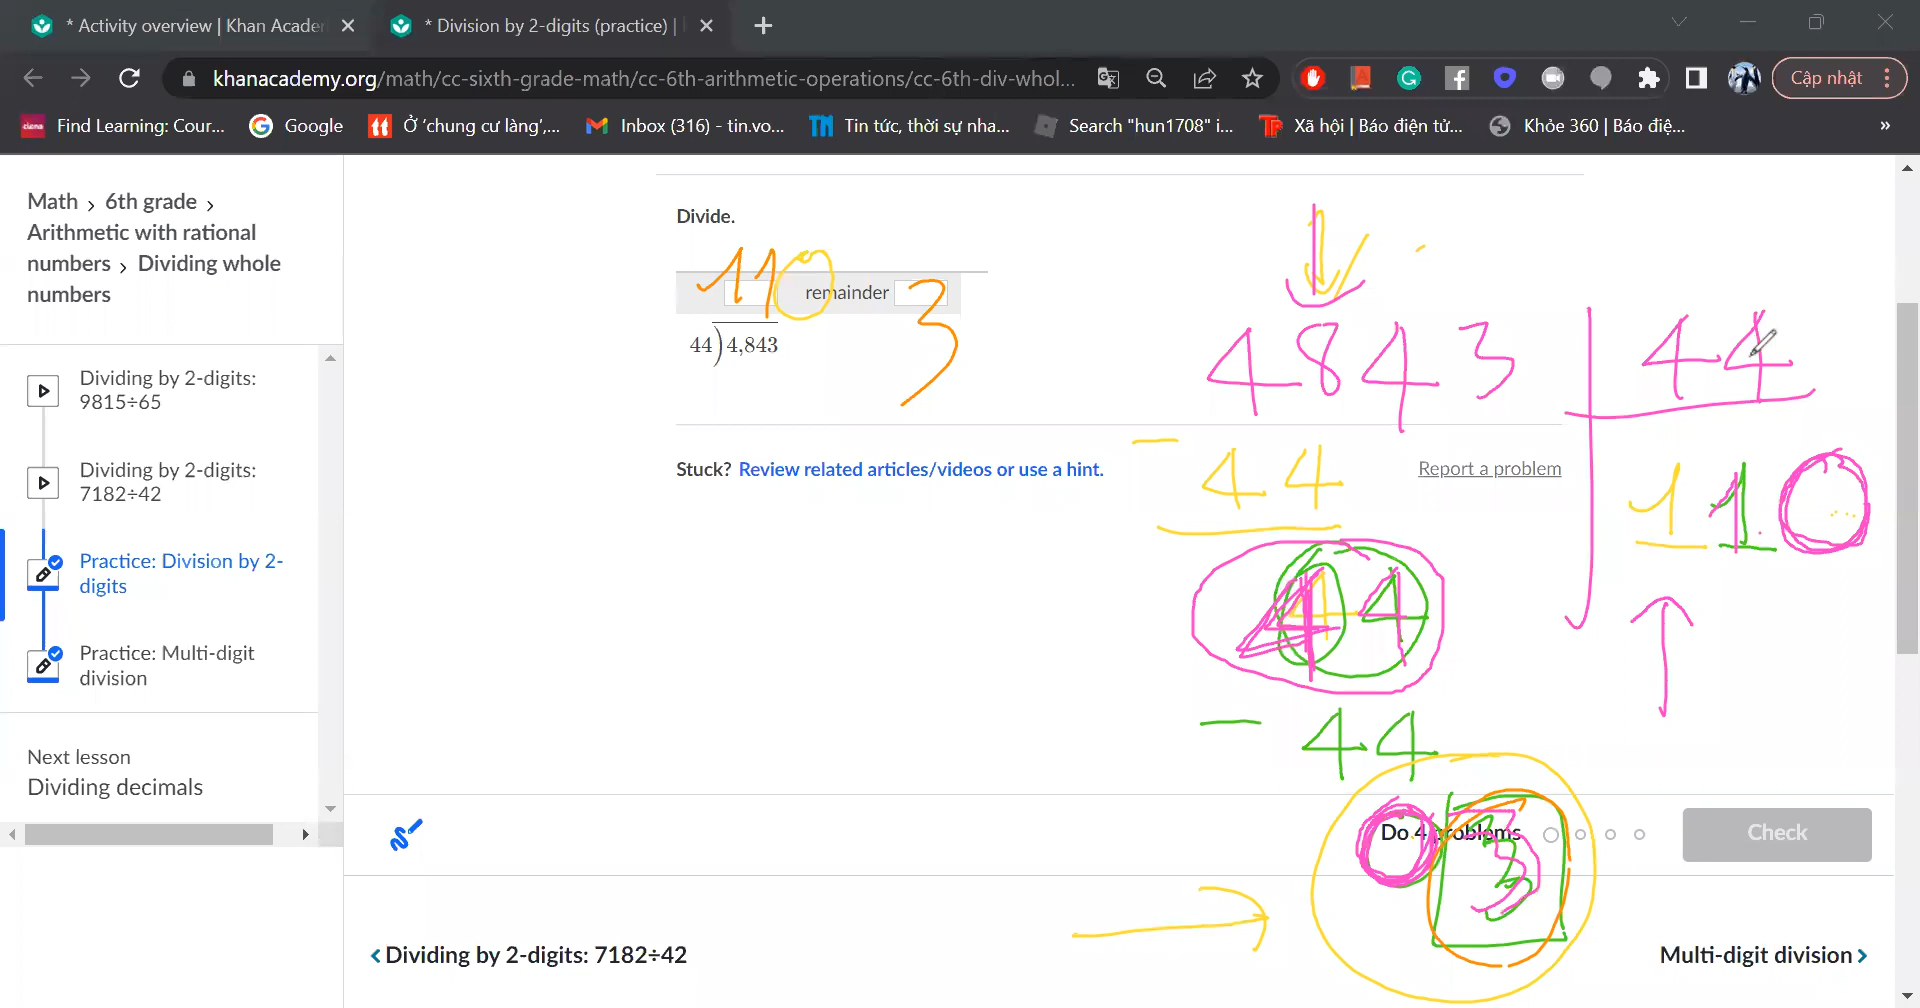 * Activity overview | Khan Acade
* Division by 2-digits (practice) |
khanacademy.org/math/cc-sixth-grade-math/cc-6th-arithmetic-operations/cc-6th-div-whol...
Cập nhật
Find Learning: Cour...
Google
Ở 'chung cư làng',...
Inbox (316) - tin.vo...
Tin tức, thời sự nha...
Search "hun1708" i...
Xã hội | Báo điện tử...
Khỏe 360 | Báo điệ...
»
Math > 6th grade >
Arithmetic with rational
numbers > Dividing whole
numbers
Dividing by 2-digits:
9815÷65
Dividing by 2-digits:
7182÷42
Practice: Division by 2-
digits
Practice: Multi-digit
division
Next lesson
Dividing decimals
Divide.
110
remainder 3
44)4,843
Stuck? Review related articles/videos or use a hint.
Report a problem
4843 44
- 44 110
44
- 44
03
Do 4 problems
Check
Dividing by 2-digits: 7182÷42
Multi-digit division